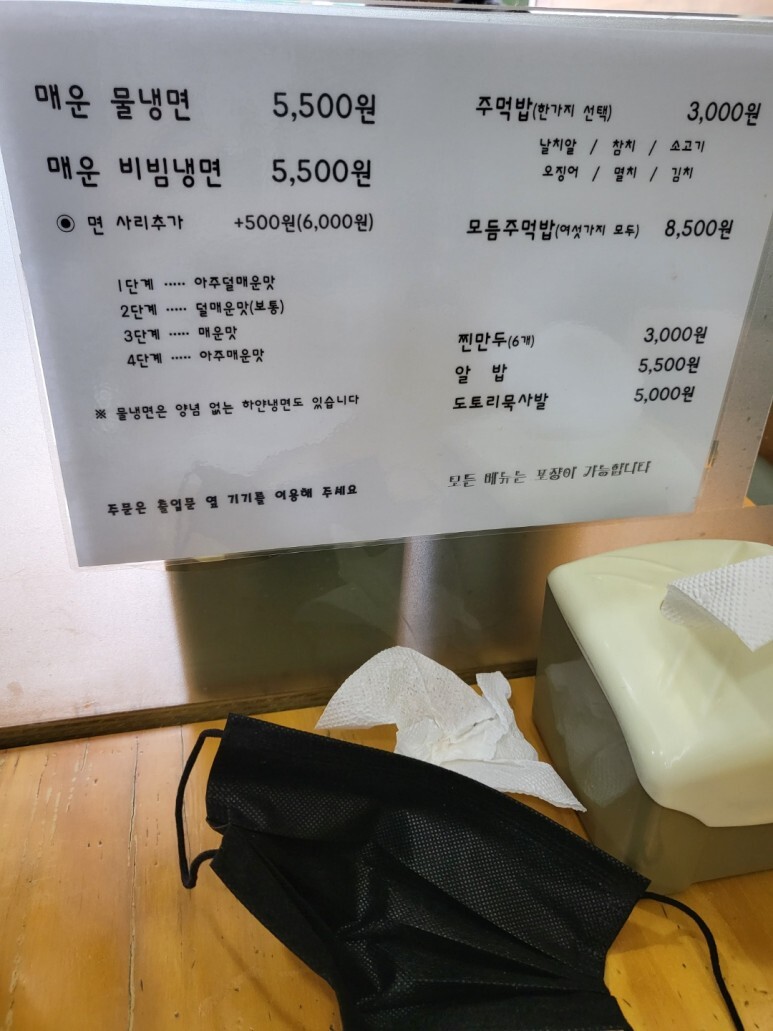 매운 물냉면 5,500원
매운 비빔냉면 5,500원
◉ 면 사리추가 +500원(6,000원)
1단계 ····· 아주덜매운맛
2단계 ····· 덜매운맛(보통)
3단계 ····· 매운맛
4단계 ····· 아주매운맛
※ 물냉면은 양념 없는 하얀냉면도 있습니다
주문은 출입문 옆 기기를 이용해 주세요
주먹밥(한가지 선택) 3,000원
날치알 / 참치 / 소고기
오징어 / 멸치 / 김치
모듬주먹밥(여섯가지 모두) 8,500원
찐만두(6개) 3,000원
알 밥 5,500원
도토리묵사발 5,000원
모든 메뉴는 포장이 가능합니다